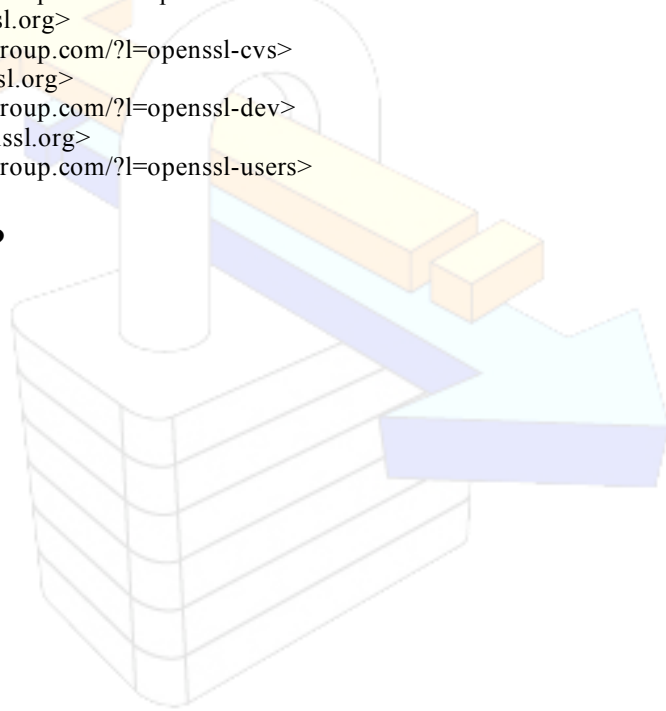 sl.org>
roup.com/?l=openssl-cvs>
sl.org>
roup.com/?l=openssl-dev>
ssl.org>
roup.com/?l=openssl-users>